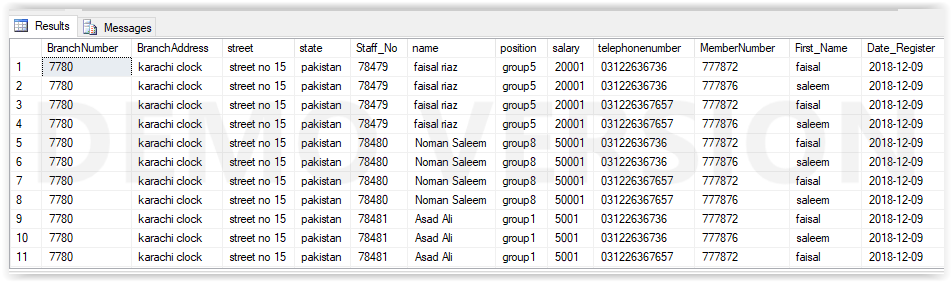 Results Messages
BranchNumber BranchAddress street state Staff_No name position salary telephonenumber MemberNumber First_Name Date_Register
1 7780 karachi clock street no 15 pakistan 78479 faisal riaz group5 20001 03122636736 777872 faisal 2018-12-09
2 7780 karachi clock street no 15 pakistan 78479 faisal riaz group5 20001 03122636736 777876 saleem 2018-12-09
3 7780 karachi clock street no 15 pakistan 78479 faisal riaz group5 20001 031226367657 777872 faisal 2018-12-09
4 7780 karachi clock street no 15 pakistan 78479 faisal riaz group5 20001 031226367657 777876 saleem 2018-12-09
5 7780 karachi clock street no 15 pakistan 78480 Noman Saleem group8 50001 03122636736 777872 faisal 2018-12-09
6 7780 karachi clock street no 15 pakistan 78480 Noman Saleem group8 50001 03122636736 777876 saleem 2018-12-09
7 7780 karachi clock street no 15 pakistan 78480 Noman Saleem group8 50001 031226367657 777872 faisal 2018-12-09
8 7780 karachi clock street no 15 pakistan 78480 Noman Saleem group8 50001 031226367657 777876 saleem 2018-12-09
9 7780 karachi clock street no 15 pakistan 78481 Asad Ali group1 5001 03122636736 777872 faisal 2018-12-09
10 7780 karachi clock street no 15 pakistan 78481 Asad Ali group1 5001 03122636736 777876 saleem 2018-12-09
11 7780 karachi clock street no 15 pakistan 78481 Asad Ali group1 5001 031226367657 777872 faisal 2018-12-09
DEMO VERSION